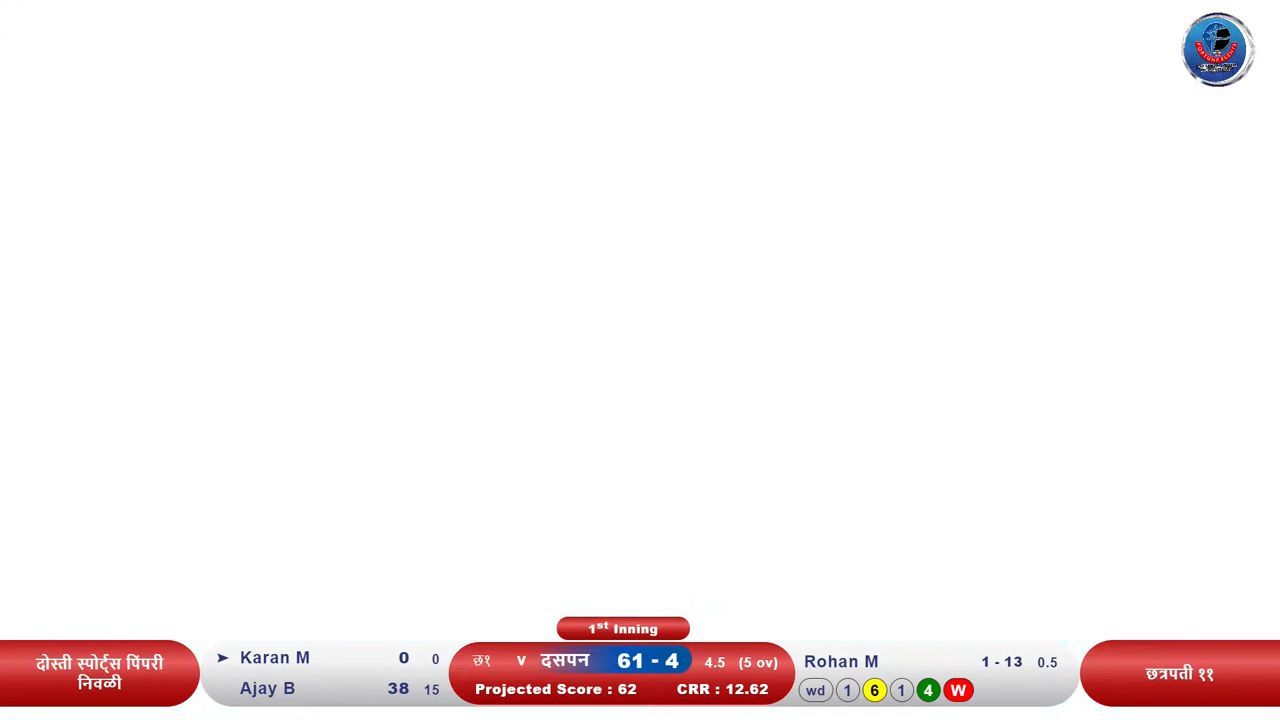 1st Inning
दोस्ती स्पोर्ट्स पिंपरी
निवळी
➤ Karan M 0 0
Ajay B 38 15
छ१ v दसपन 61 - 4 4.5 (5 ov)
Projected Score : 62 CRR : 12.62
Rohan M 1 - 13 0.5
wd 1 6 1 4 W
छत्रपती ११